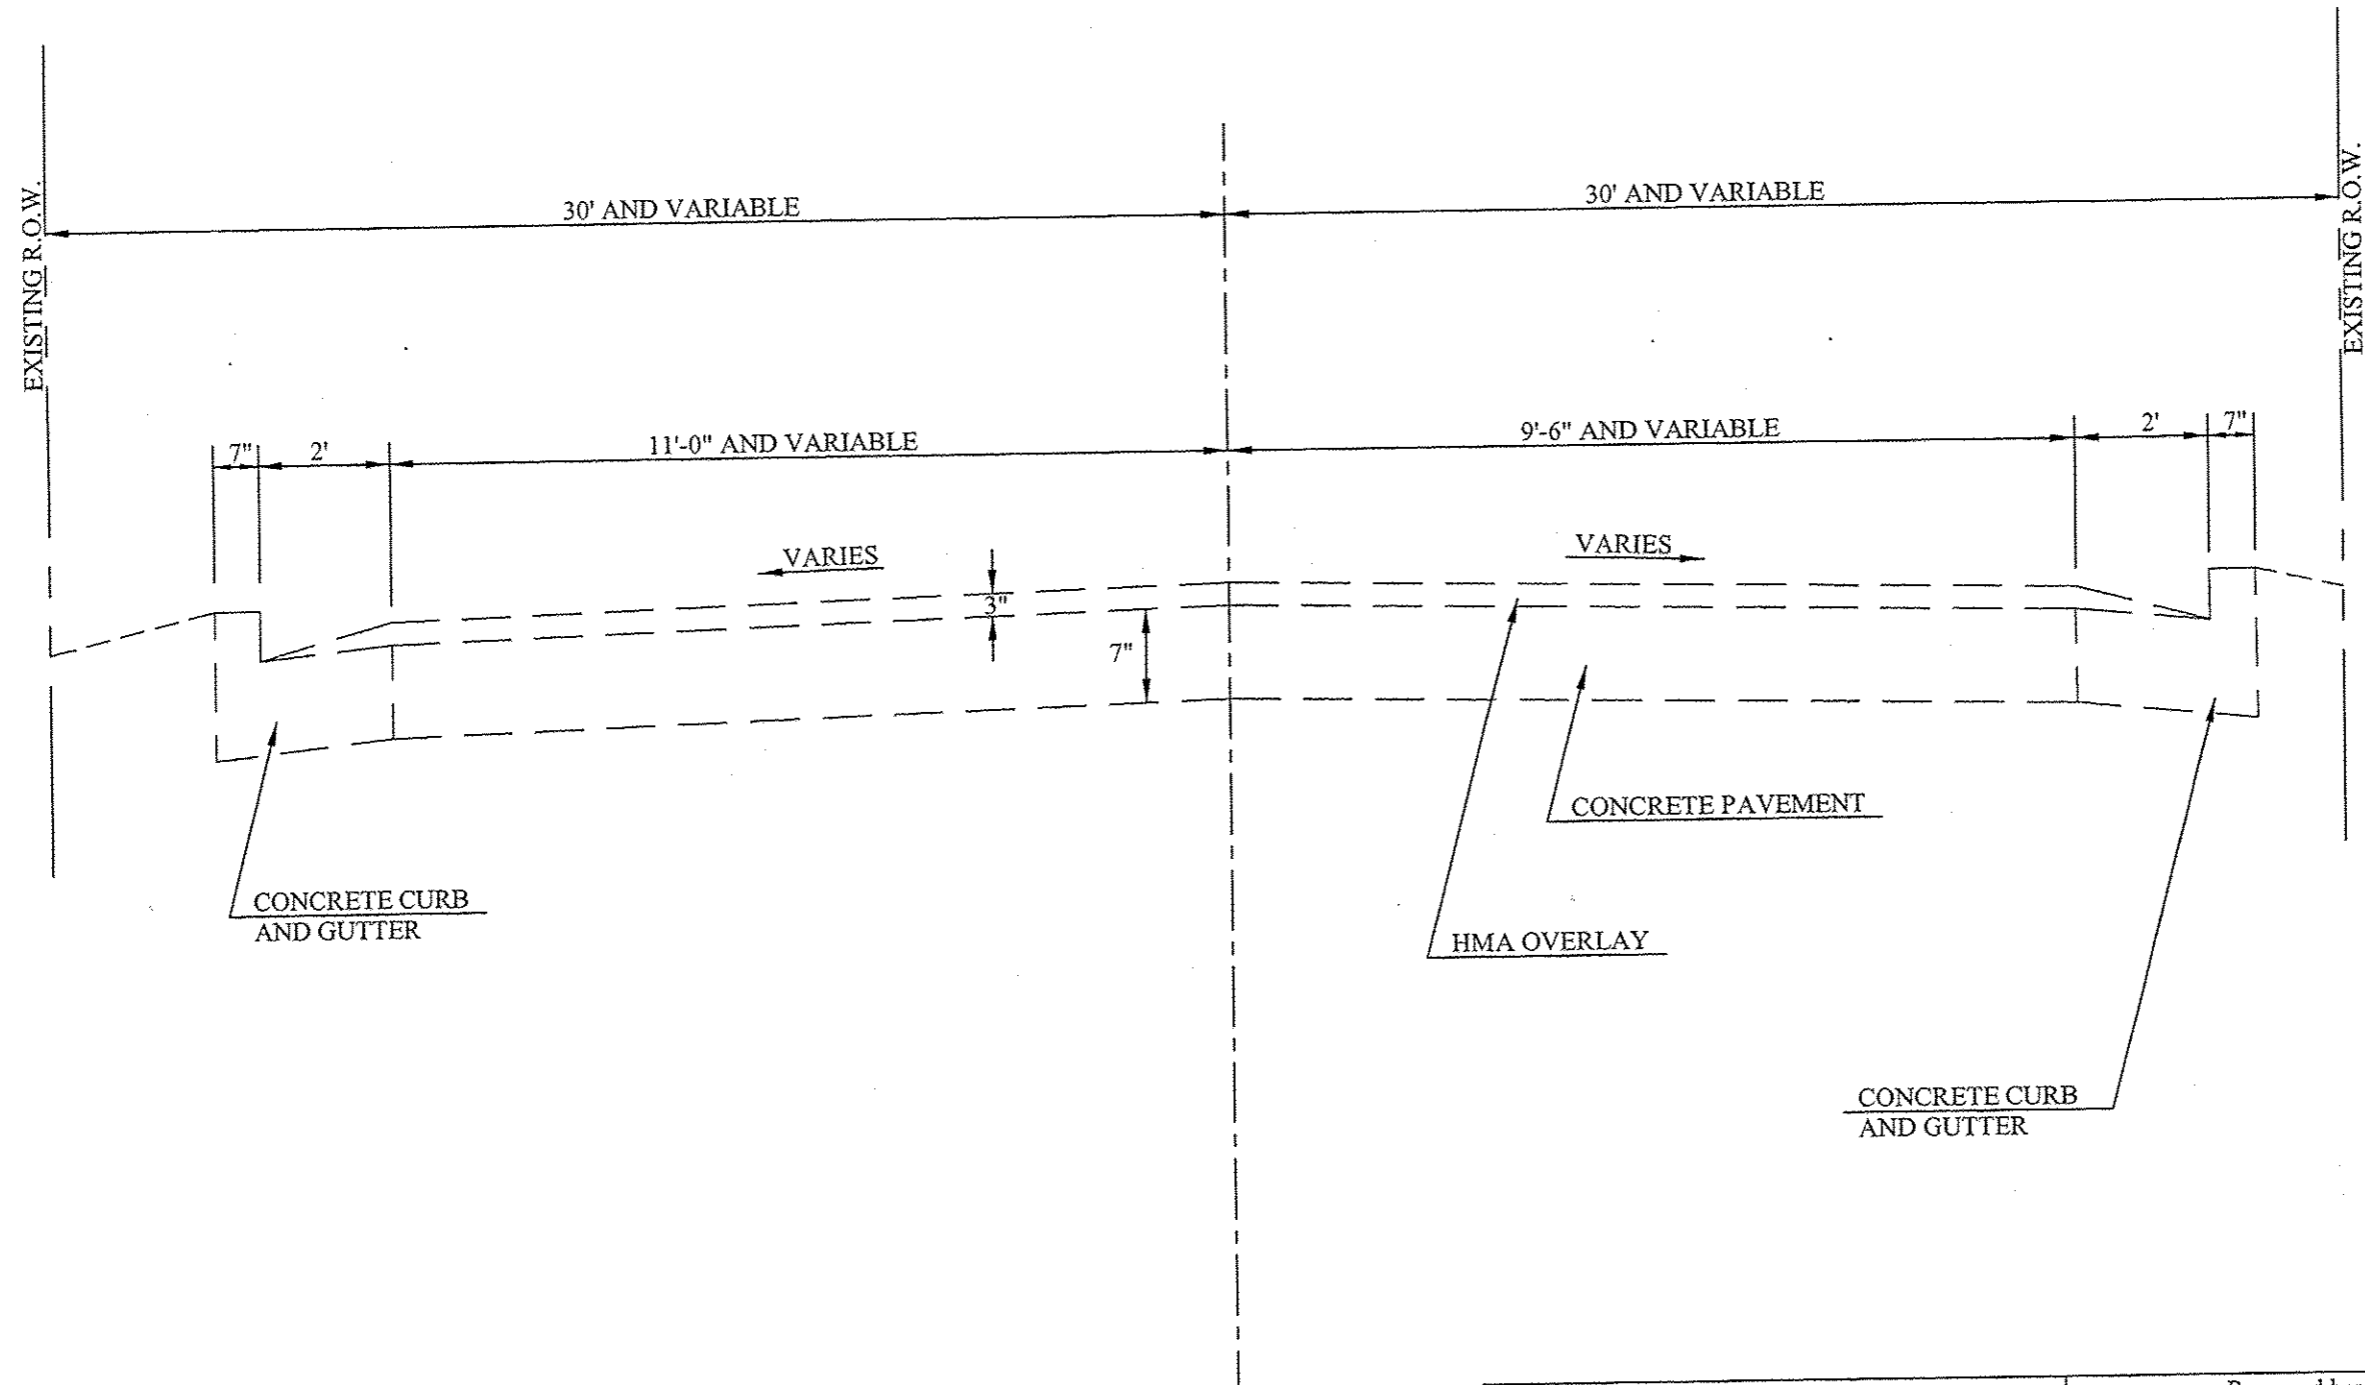 EXISTING R.O.W.
30' AND VARIABLE
30' AND VARIABLE
EXISTING R.O.W.
7"
2'
11'-0" AND VARIABLE
9'-6" AND VARIABLE
2'
7"
VARIES
VARIES
3"
7"
CONCRETE PAVEMENT
CONCRETE CURB
AND GUTTER
HMA OVERLAY
CONCRETE CURB
AND GUTTER